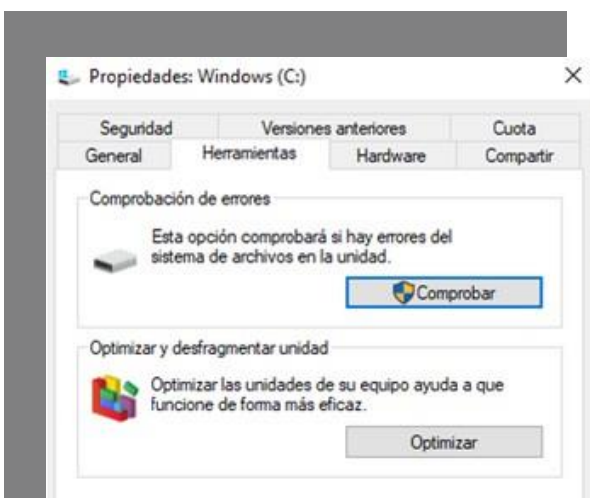 Propiedades: Windows (C:)
Seguridad Versiones anteriores Cuota
General Herramientas Hardware Compartir
Comprobación de errores
Esta opción comprobará si hay errores del
sistema de archivos en la unidad.
Comprobar
Optimizar y desfragmentar unidad
Optimizar las unidades de su equipo ayuda a que
funcione de forma más eficaz.
Optimizar